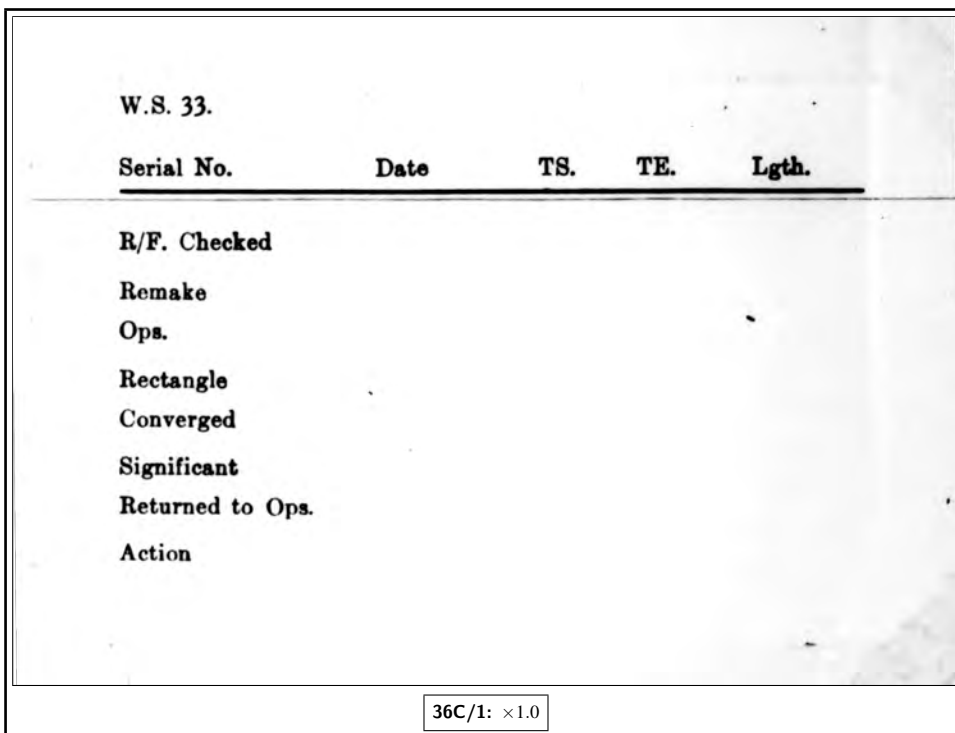 W.S. 33.
Serial No. Date TS. TE. Lgth.
R/F. Checked
Remake
Ops.
Rectangle
Converged
Significant
Returned to Ops.
Action
36C/1: ×1.0